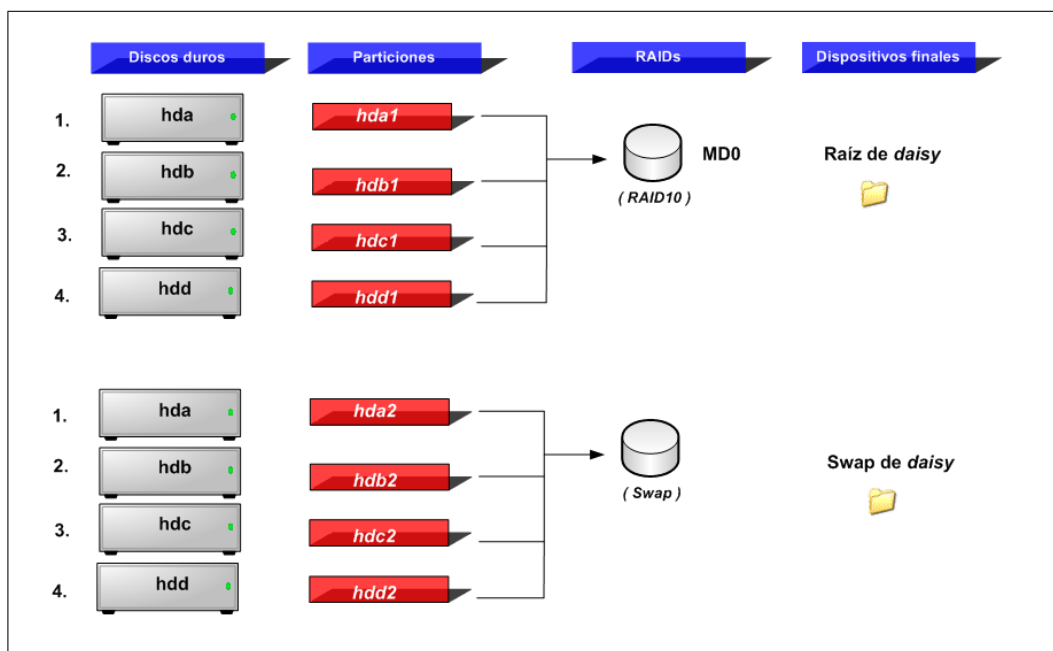 Discos duros
Particiones
RAIDs
Dispositivos finales
1.
hda
hda1
2.
hdb
hdb1
MD0
( RAID10 )
Raíz de daisy
3.
hdc
hdc1
4.
hdd
hdd1
1.
hda
hda2
2.
hdb
hdb2
( Swap )
Swap de daisy
3.
hdc
hdc2
4.
hdd
hdd2